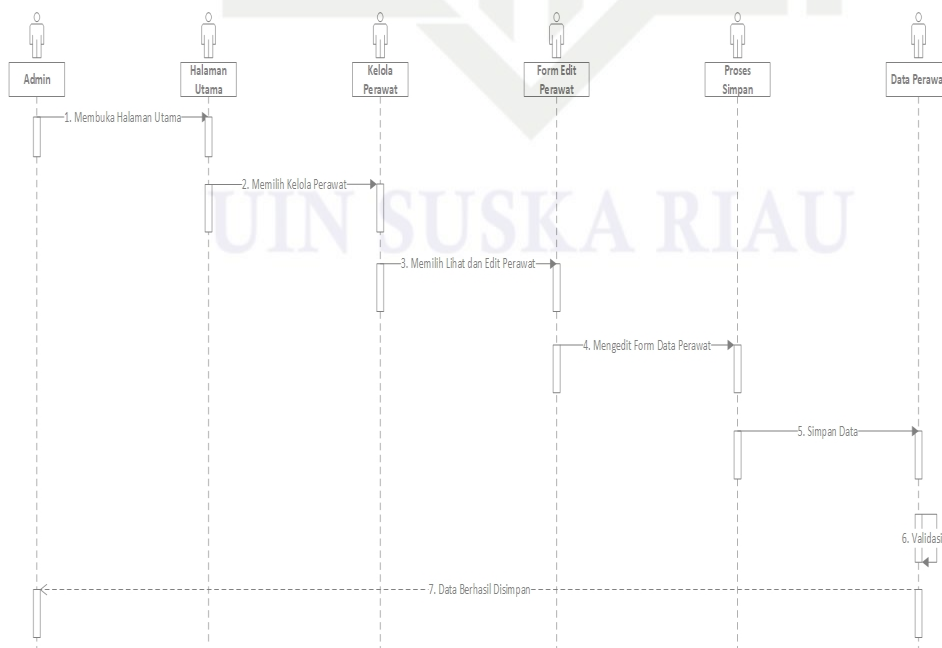 Admin
Halaman
Utama
Kelola
Perawat
Form Edit
Perawat
Proses
Simpan
Data Perawa
1. Membuka Halaman Utama
2. Memilih Kelola Perawat
UIN SUSKA RIAU
3. Memilih Lihat dan Edit Perawat
4. Mengedit Form Data Perawat
5. Simpan Data
6. Validasi
7. Data Berhasil Disimpan